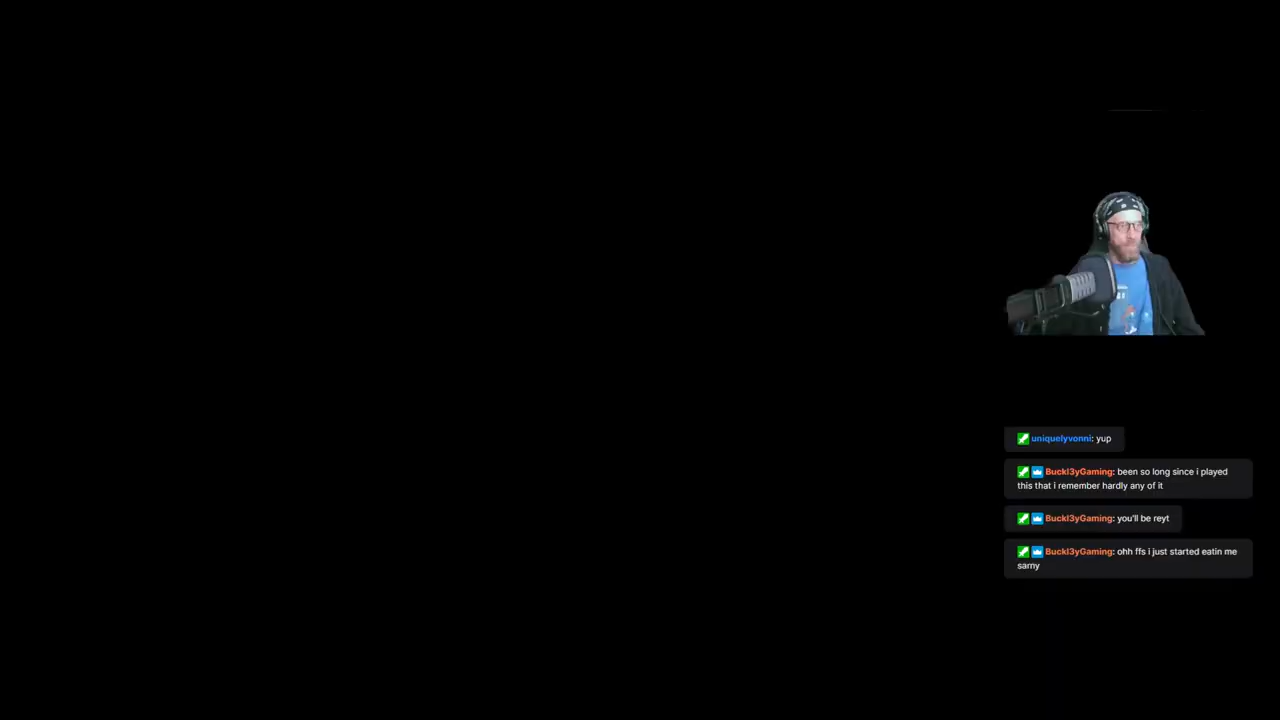 uniquelyvonni: yup
Buckl3yGaming: been so long since i played
this that i remember hardly any of it
Buckl3yGaming: you'll be reyt
Buckl3yGaming: ohh ffs i just started eatin me
sarny